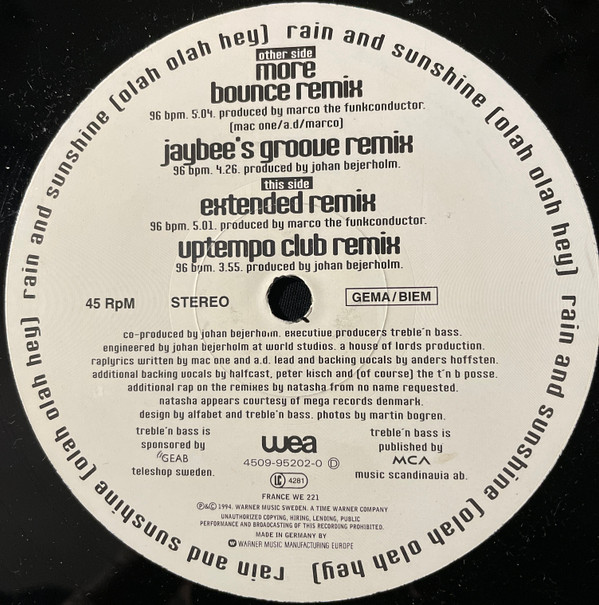 rain and sunshine (olah olah hey) rain and sunshine (olah olah hey) rain and sunshine (olah olah hey) rain and sunshine (olah olah hey)
other side
more
bounce remix
96 bpm. 5.04. produced by marco the funkconductor.
(mac one/a.d/marco)
jaybee's groove remix
96 bpm. 4.26. produced by johan bejerholm.
this side
extended remix
96 bpm. 5.01. produced by marco the funkconductor.
uptempo club remix
96 bpm. 3.55. produced by johan bejerholm.
45 RpM STEREO GEMA/BIEM
co-produced by johan bejerholm. executive producers treble'n bass.
engineered by johan bejerholm at world studios. a house of lords production.
raplyrics written by mac one and a.d. lead and backing vocals by anders hoffsten.
additional backing vocals by halfcast, peter kisch and (of course) the t'n b posse.
additional rap on the remixes by natasha from no name requested.
natasha appears courtesy of mega records denmark.
design by alfabet and treble'n bass. photos by martin bogren.
treble'n bass is
sponsored by
GEAB
teleshop sweden.
wea
4509-95202-0 D
LC 4281
treble'n bass is
published by
MCA
music scandinavia ab.
FRANCE WE 221
℗&© 1994. WARNER MUSIC SWEDEN. A TIME WARNER COMPANY
UNAUTHORIZED COPYING, HIRING, LENDING, PUBLIC
PERFORMANCE AND BROADCASTING OF THIS RECORDING PROHIBITED.
MADE IN GERMANY BY
WARNER MUSIC MANUFACTURING EUROPE